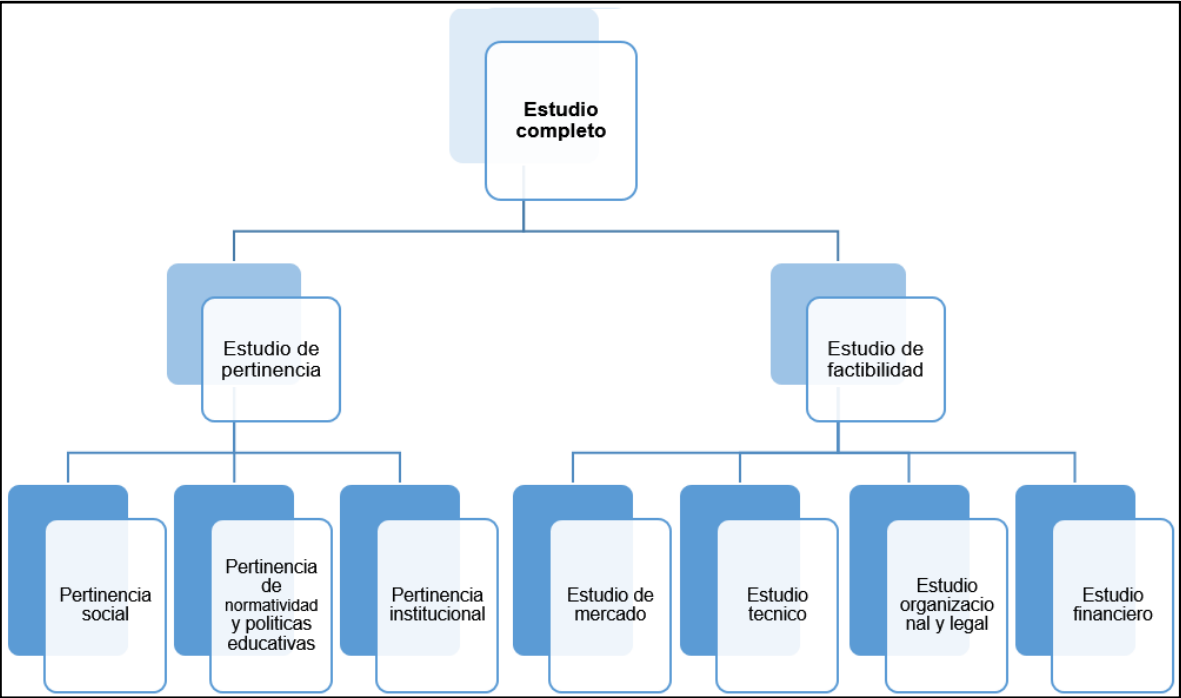 Estudio
completo
Estudio de
pertinencia
Estudio de
factibilidad
Pertinencia
social
Pertinencia
de
normatividad
y politicas
educativas
Pertinencia
institucional
Estudio de
mercado
Estudio
tecnico
Estudio
organizacio
nal y legal
Estudio
financiero